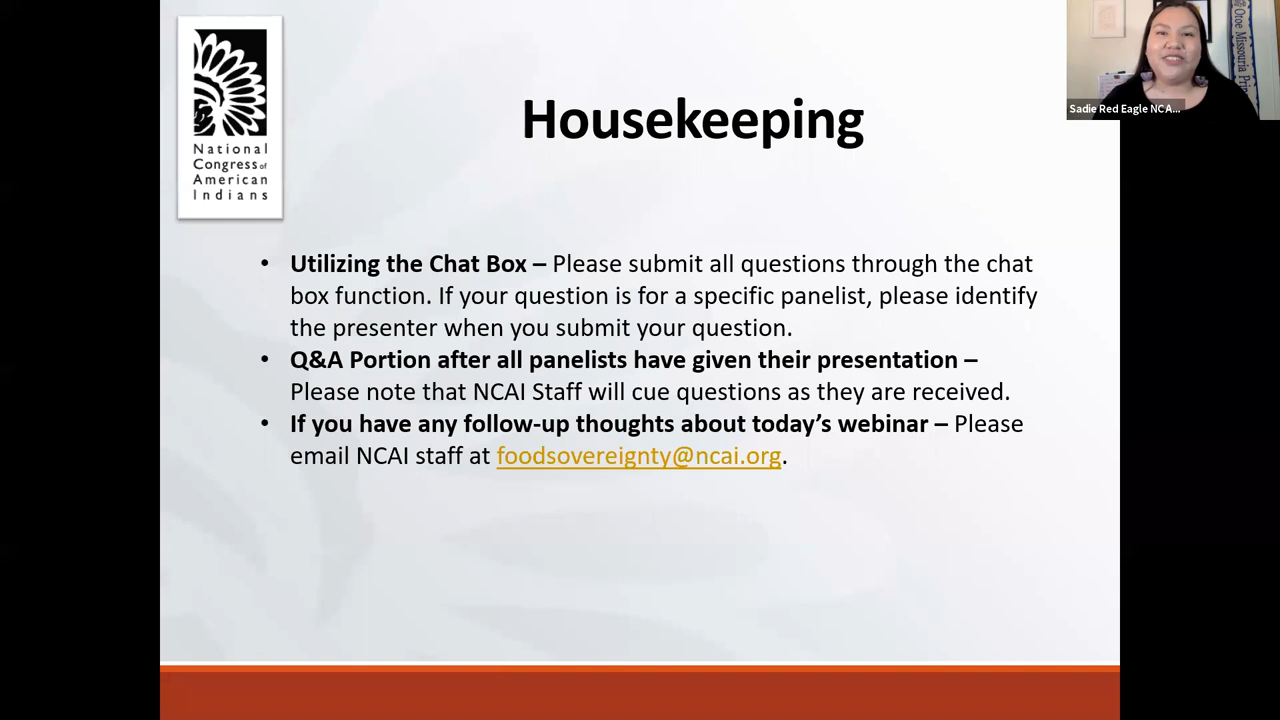 National
Congress of
American
Indians
Housekeeping
• Utilizing the Chat Box – Please submit all questions through the chat
box function. If your question is for a specific panelist, please identify
the presenter when you submit your question.
• Q&A Portion after all panelists have given their presentation –
Please note that NCAI Staff will cue questions as they are received.
• If you have any follow-up thoughts about today’s webinar – Please
email NCAI staff at foodsovereignty@ncai.org.
Otoe Missouria
Sadie Red Eagle NCA...